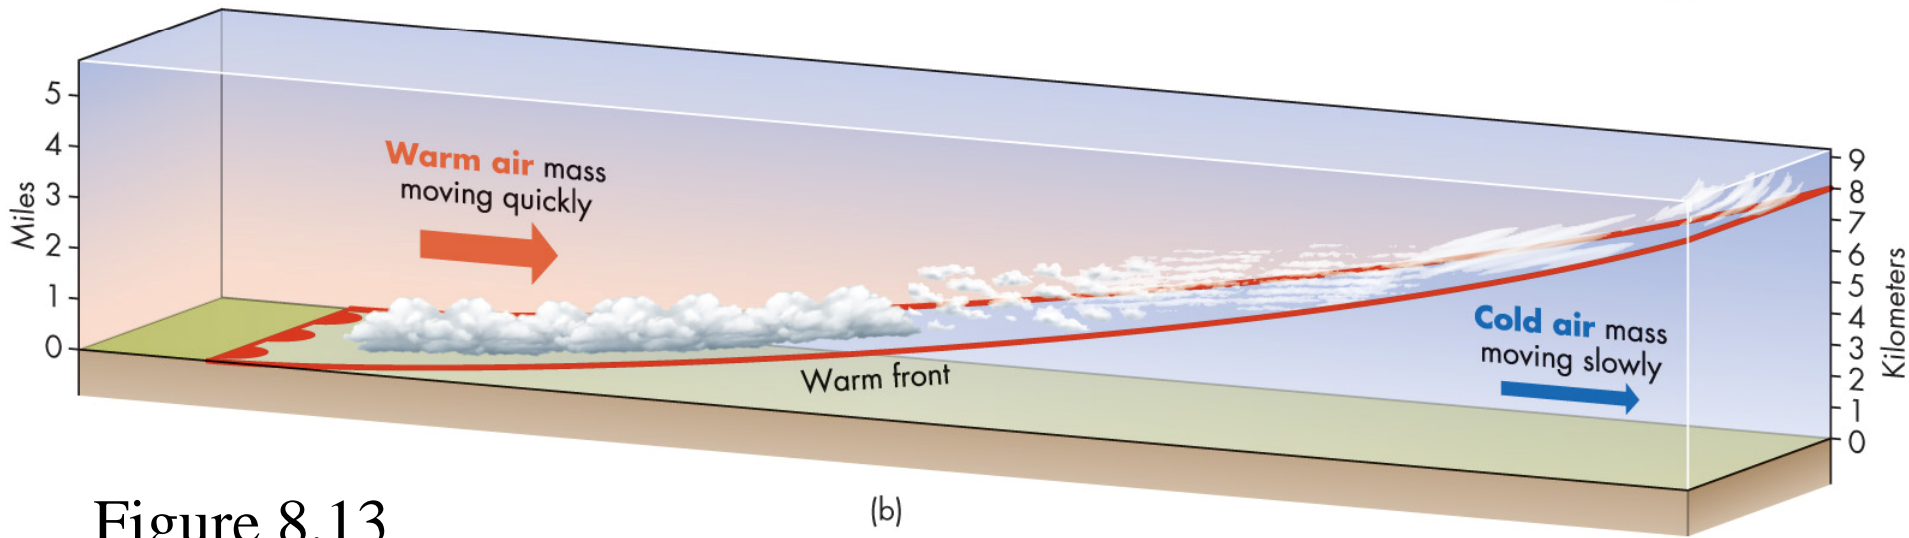 5
4
3
2
1
0
Miles
Warm air mass
moving quickly
Warm front
Cold air mass
moving slowly
9
8
7
6
5
4
3
2
1
0
Kilometers
(b)
Figure 8.13